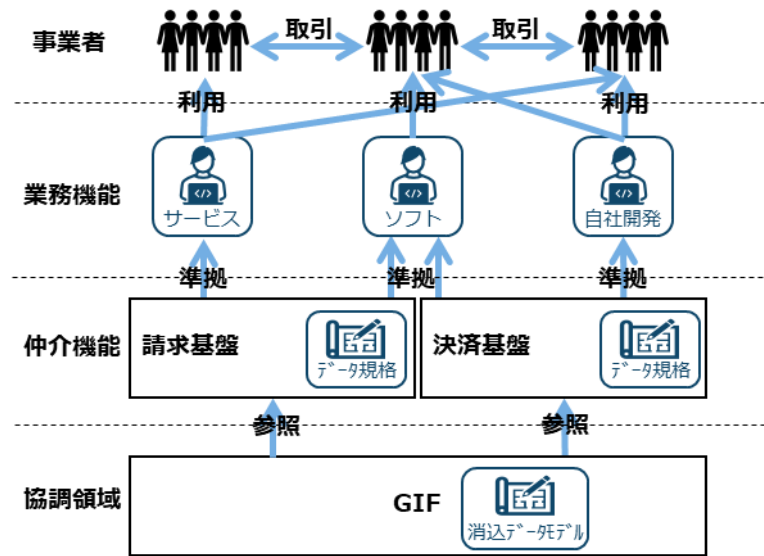 事業者
取引
取引
利用
利用
利用
業務機能
サービス
ソフト
自社開発
準拠
準拠
準拠
仲介機能
請求基盤
ﾃﾞｰﾀ規格
決済基盤
ﾃﾞｰﾀ規格
参照
参照
協調領域
GIF
消込ﾃﾞｰﾀﾓﾃﾞﾙ